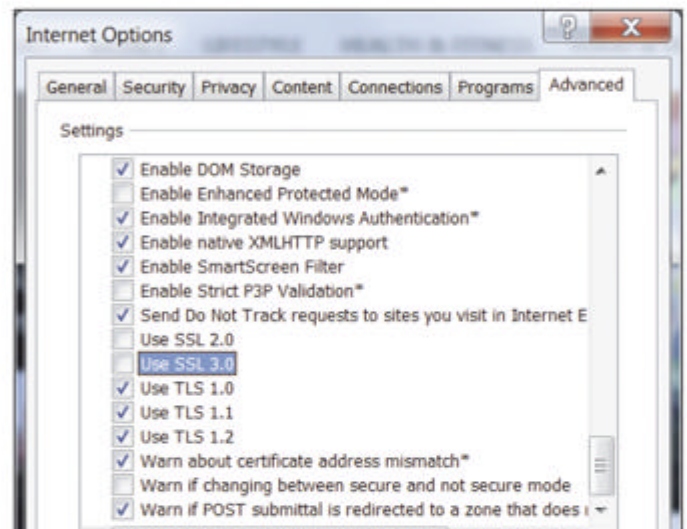 Internet Options
General Security Privacy Content Connections Programs Advanced
Settings
Enable DOM Storage
Enable Enhanced Protected Mode*
Enable Integrated Windows Authentication*
Enable native XMLHTTP support
Enable SmartScreen Filter
Enable Strict P3P Validation*
Send Do Not Track requests to sites you visit in Internet E
Use SSL 2.0
Use SSL 3.0
Use TLS 1.0
Use TLS 1.1
Use TLS 1.2
Warn about certificate address mismatch*
Warn if changing between secure and not secure mode
Warn if POST submittal is redirected to a zone that does